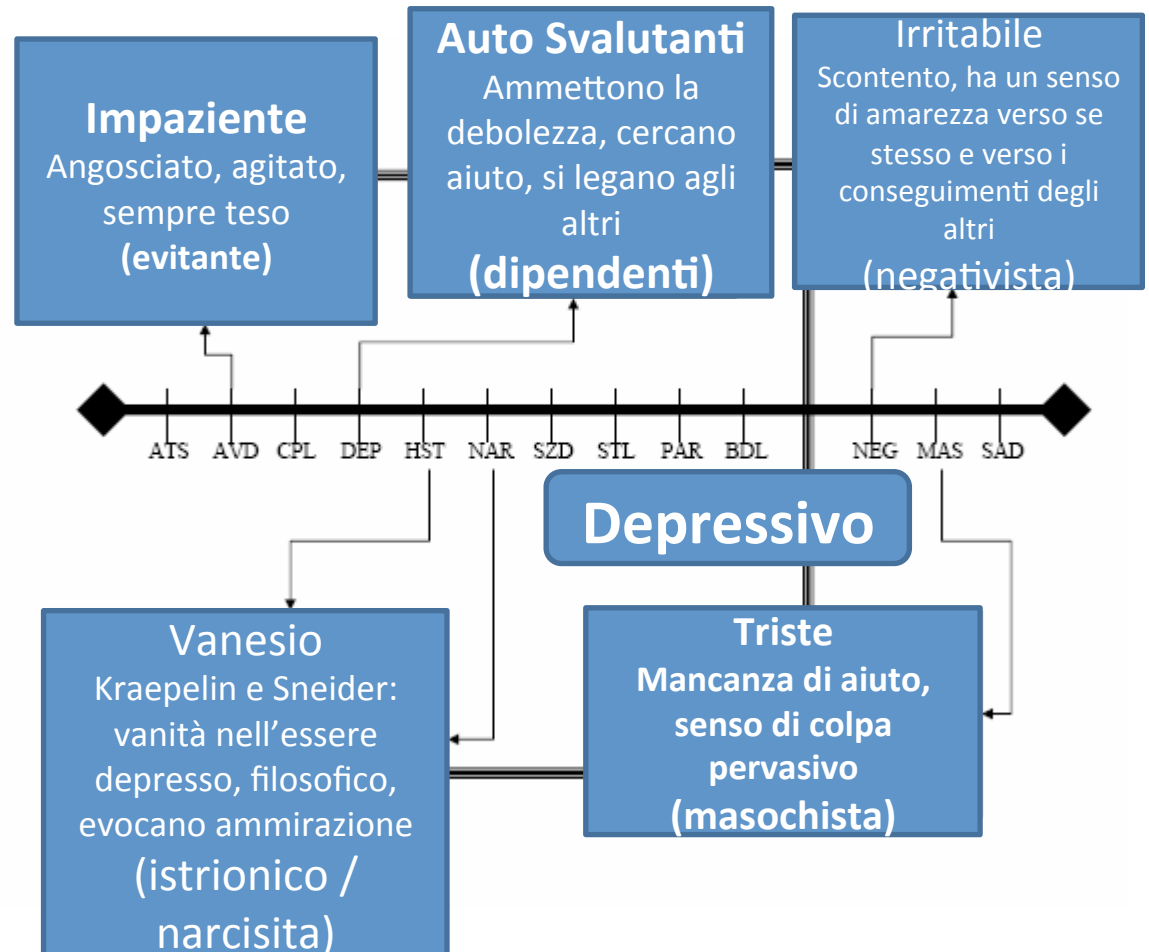 Impaziente
Angosciato, agitato,
sempre teso
(evitante)
Auto Svalutanti
Ammettono la
debolezza, cercano
aiuto, si legano agli
altri
(dipendenti)
Irritabile
Scontento, ha un senso
di amarezza verso se
stesso e verso i
conseguimenti degli
altri
(negativista)
ATS AVD CPL DEP HST NAR SZD STL PAR BDL NEG MAS SAD
Depressivo
Vanesio
Kraepelin e Sneider:
vanità nell’essere
depresso, filosofico,
evocano ammirazione
(istrionico /
narcisita)
Triste
Mancanza di aiuto,
senso di colpa
pervasivo
(masochista)